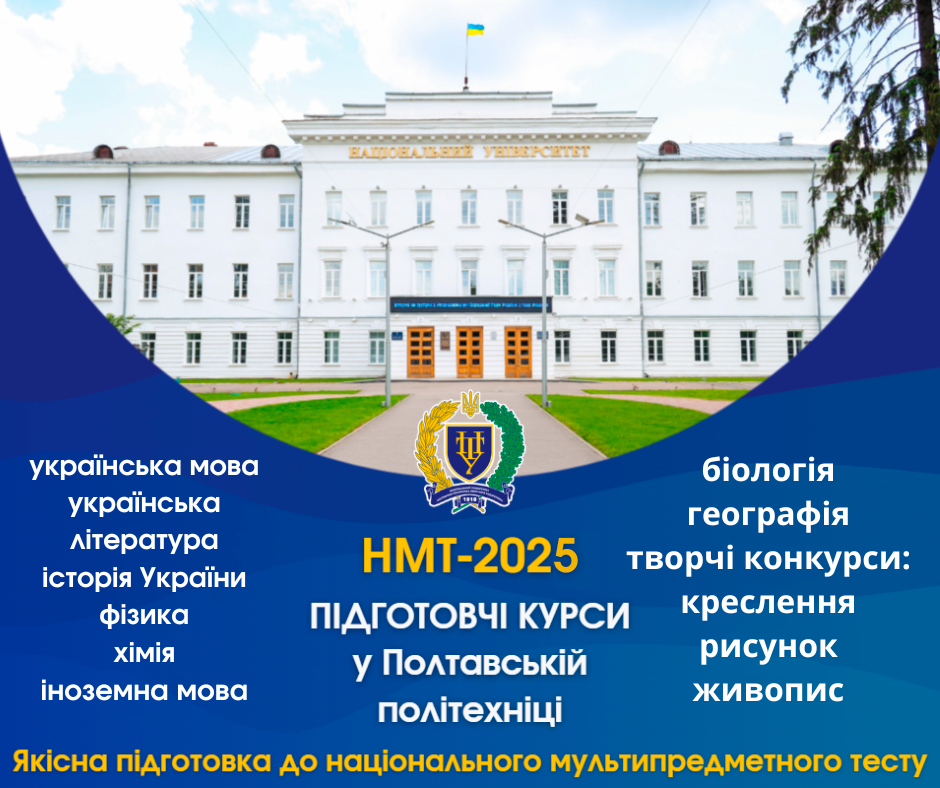 НАЦІОНАЛЬНИЙ УНІВЕРСИТЕТ
1818
українська мова
українська
література
історія України
фізика
хімія
іноземна мова
НМТ-2025
ПІДГОТОВЧІ КУРСИ
у Полтавській
політехніці
біологія
географія
творчі конкурси:
креслення
рисунок
живопис
Якісна підготовка до національного мультипредметного тесту